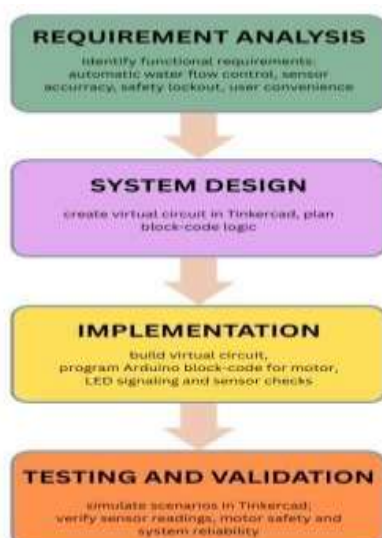 REQUIREMENT ANALYSIS
Identify functional requirements:
automatic water flow control, sensor
accurracy, safety lockout, user convenience
SYSTEM DESIGN
create virtual circuit in Tinkercad, plan
block-code logic
IMPLEMENTATION
build virtual circuit,
program Arduino block-code for motor,
LED signaling and sensor checks
TESTING AND VALIDATION
simulate scenarios in Tinkercad;
verify sensor readings, motor safety and
system reliability